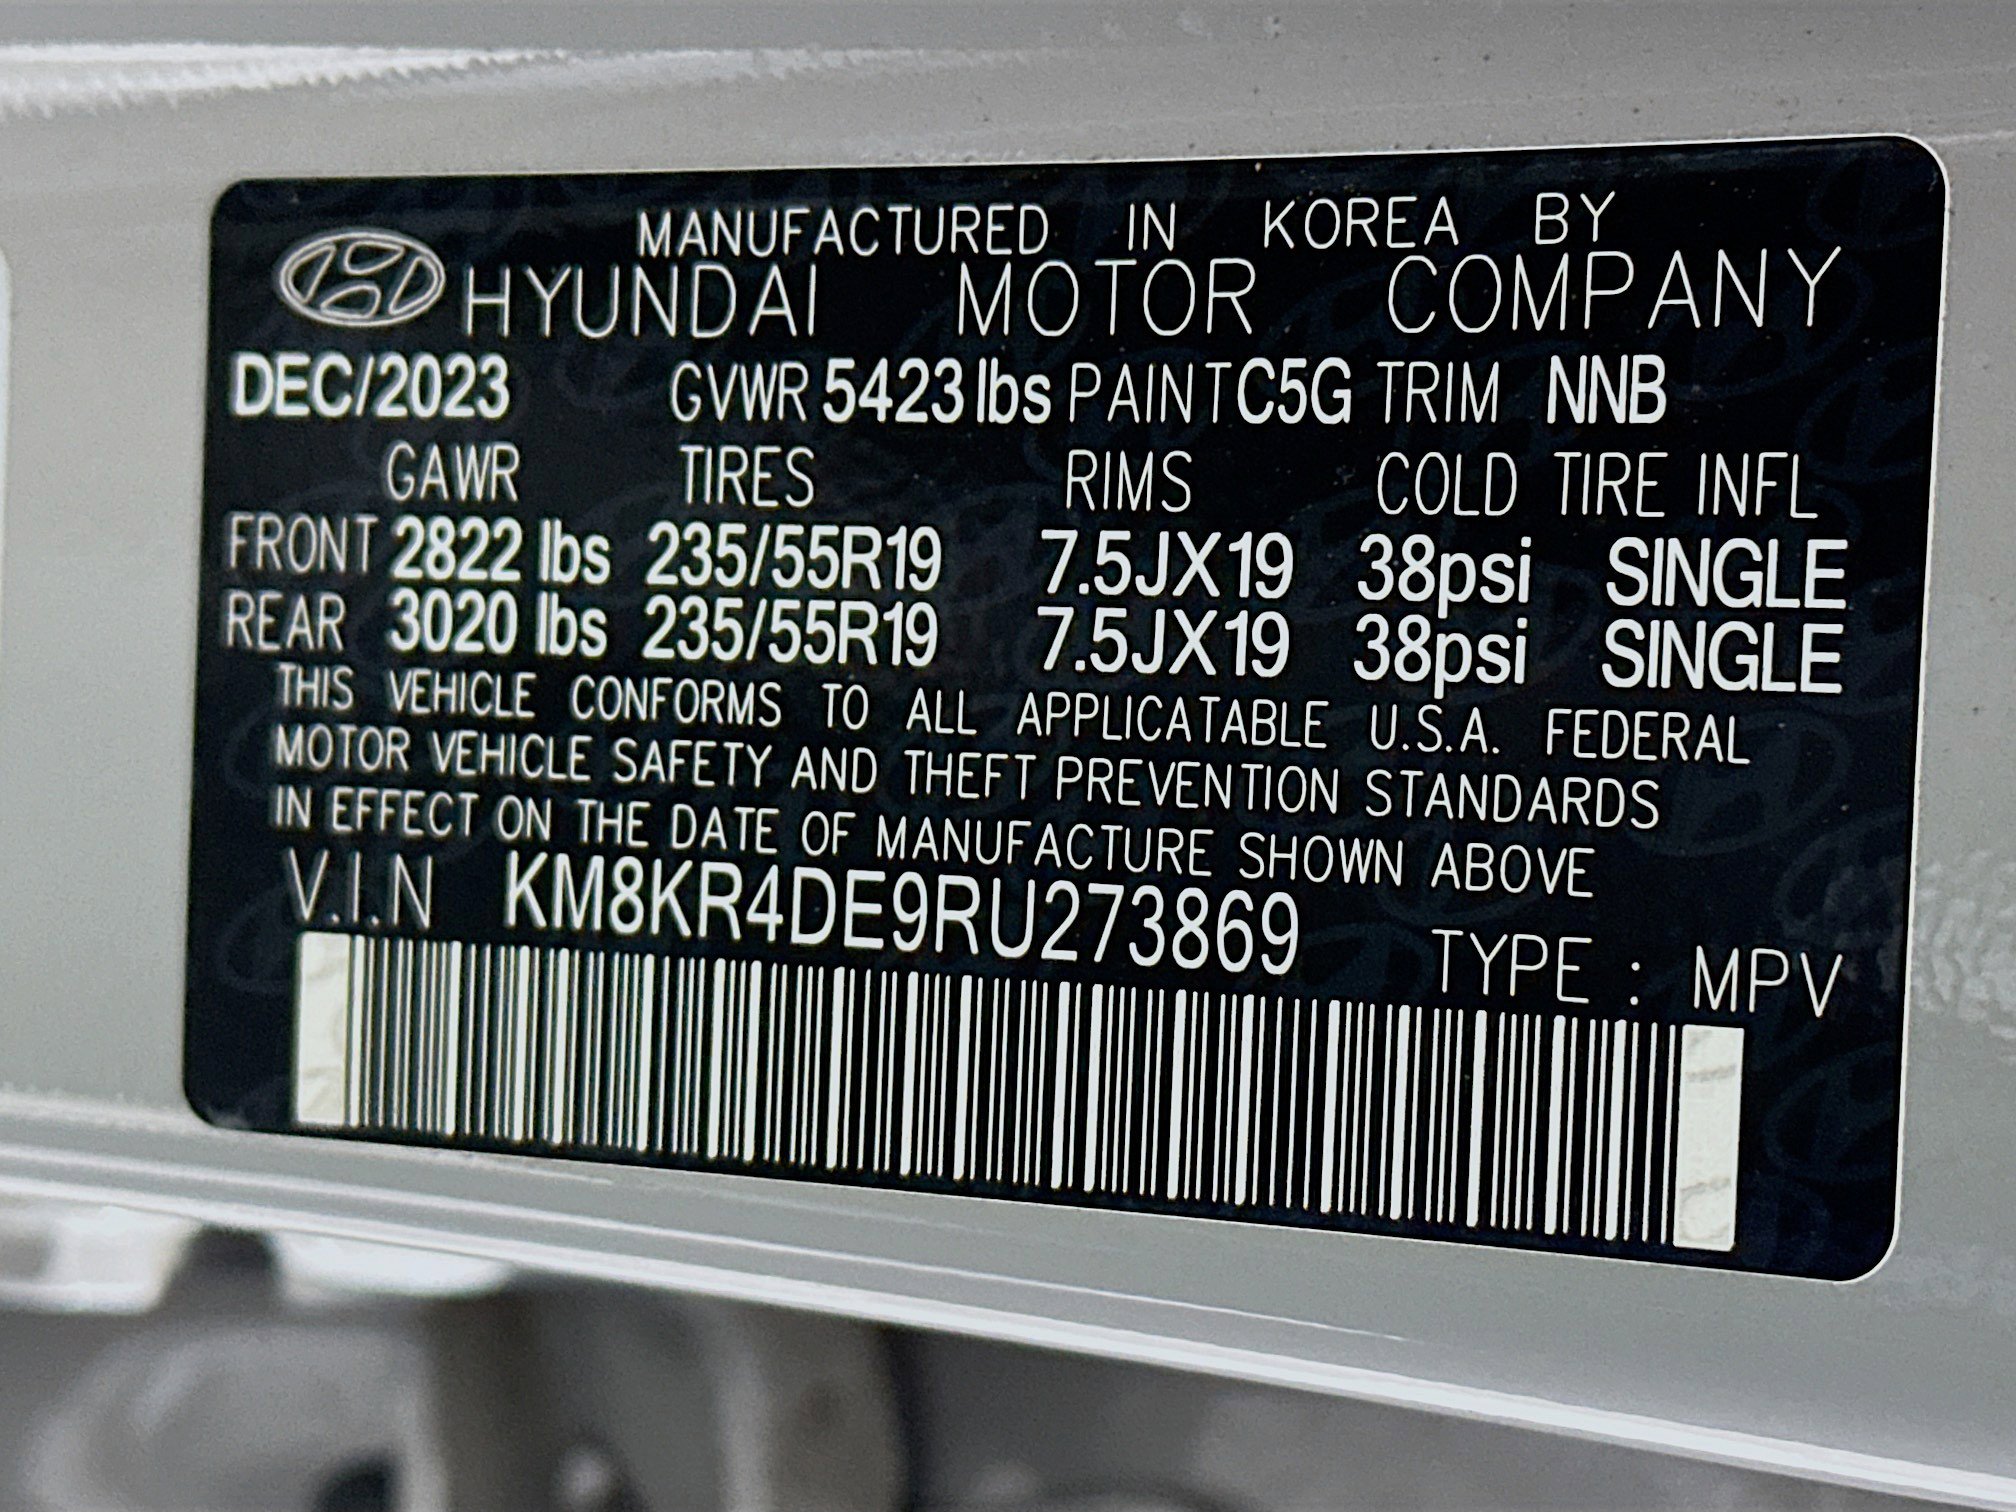 MANUFACTURED IN KOREA BY
HYUNDAI MOTOR COMPANY
DEC/2023 GVWR 5423 lbs PAINT C5G TRIM NNB
GAWR TIRES RIMS COLD TIRE INFL
FRONT 2822 lbs 235/55R19 7.5JX19 38psi SINGLE
REAR 3020 lbs 235/55R19 7.5JX19 38psi SINGLE
THIS VEHICLE CONFORMS TO ALL APPLICATABLE U.S.A. FEDERAL
MOTOR VEHICLE SAFETY AND THEFT PREVENTION STANDARDS
IN EFFECT ON THE DATE OF MANUFACTURE SHOWN ABOVE
V.I.N KM8KR4DE9RU273869
TYPE : MPV